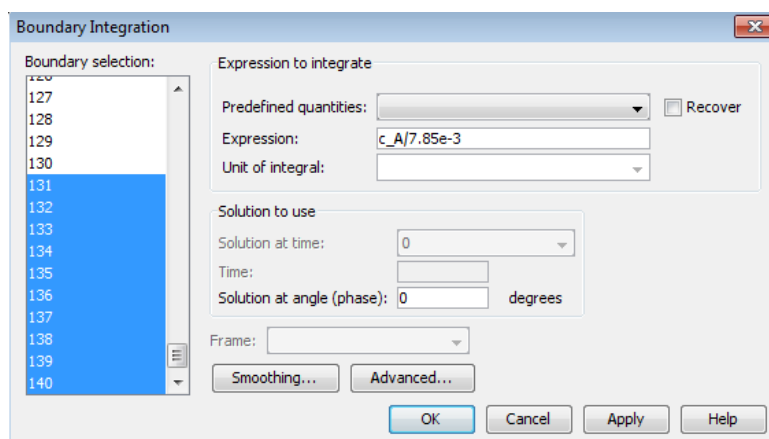 Boundary Integration
Boundary selection:
127
128
129
130
131
132
133
134
135
136
137
138
139
140
Expression to integrate
Predefined quantities:
Recover
Expression: c_A/7.85e-3
Unit of integral:
Solution to use
Solution at time: 0
Time:
Solution at angle (phase): 0 degrees
Frame:
Smoothing... Advanced...
OK Cancel Apply Help